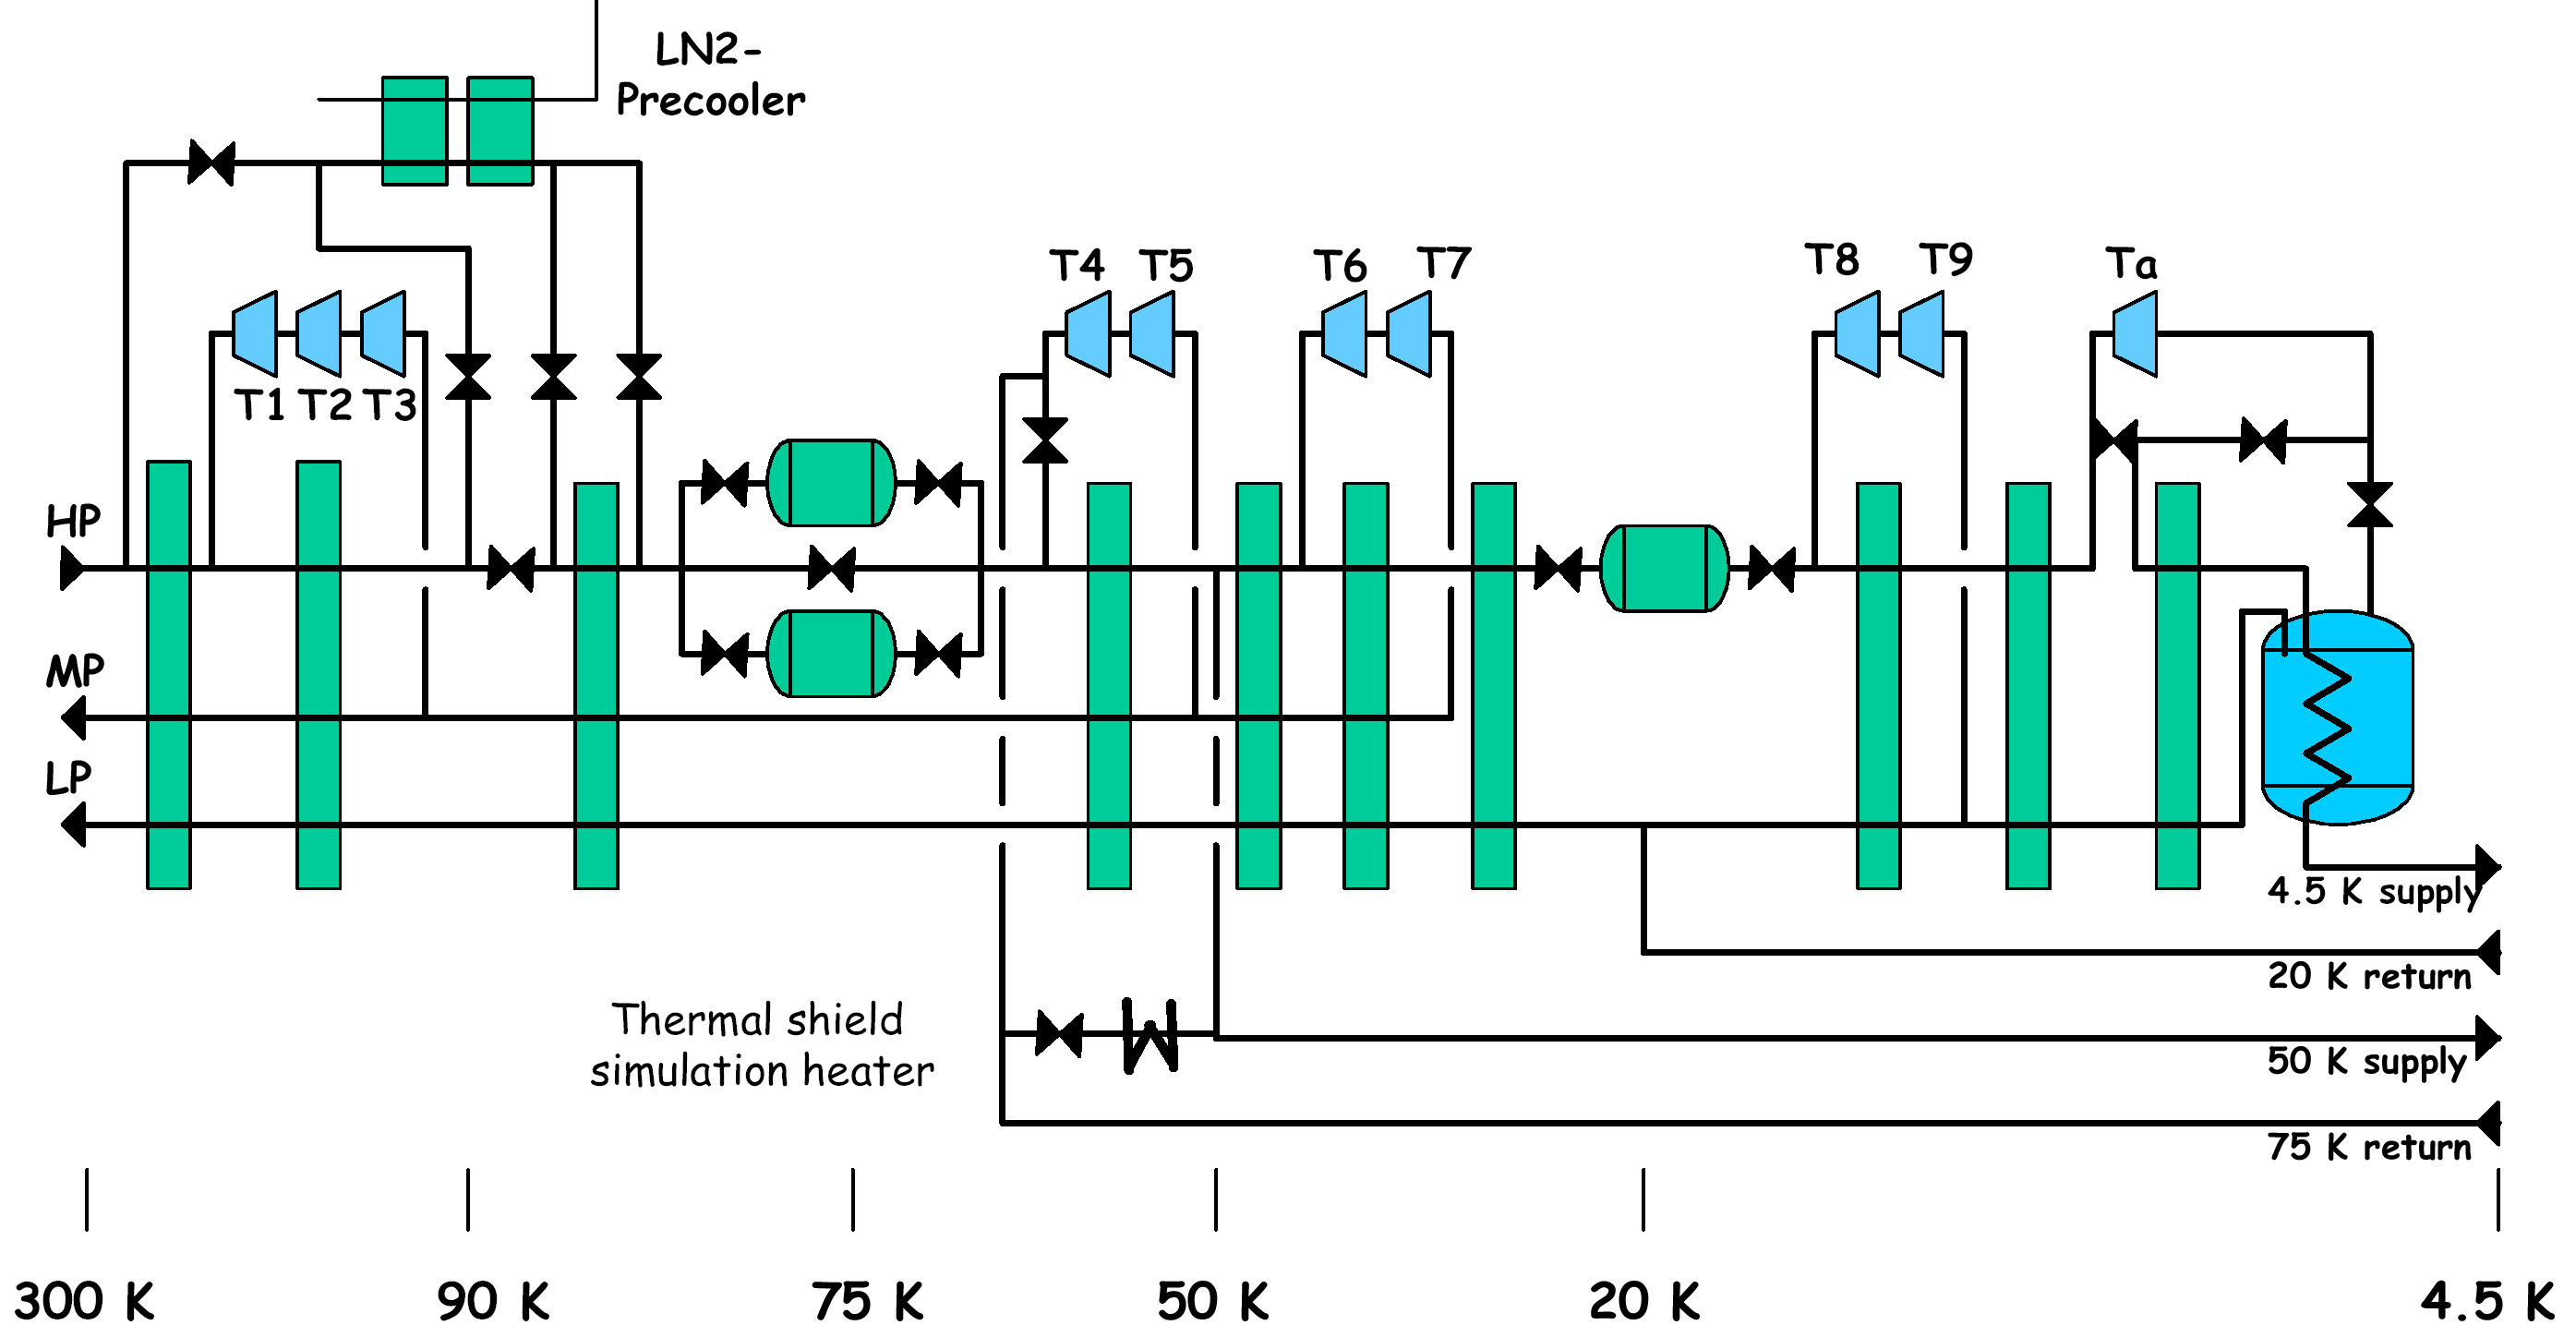 LN2-
Precooler
T4 T5 T6 T7 T8 T9 Ta
T1 T2 T3
HP
MP
LP
4.5 K supply
20 K return
Thermal shield
simulation heater
50 K supply
75 K return
300 K 90 K 75 K 50 K 20 K 4.5 K